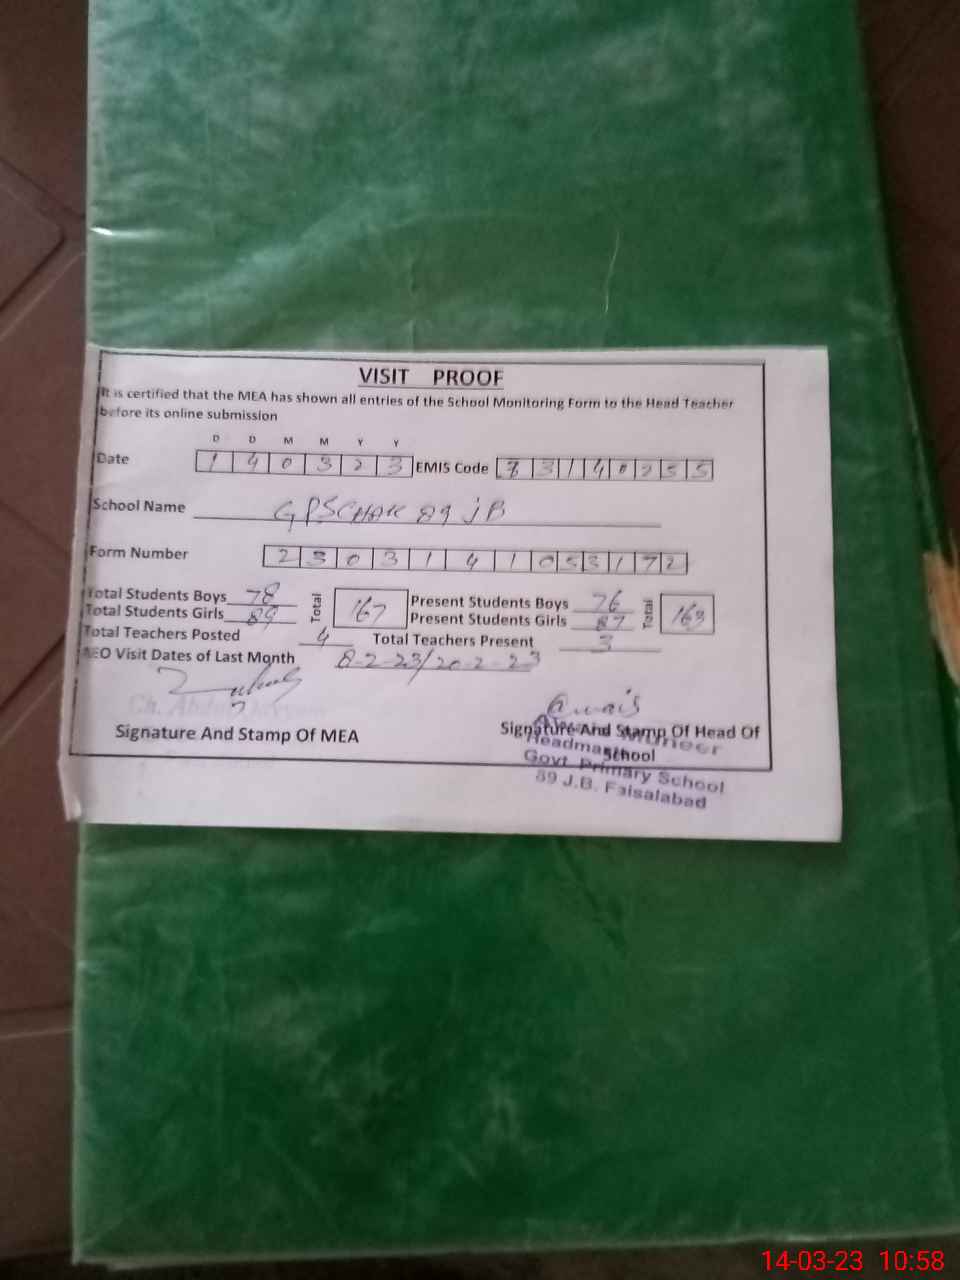 VISIT PROOF
It is certified that the MEA has shown all entries of the School Monitoring Form to the Head Teacher
before its online submission
D D M M Y Y
Date 1 4 0 3 2 3 EMIS Code 3 3 1 4 0 2 5 5
School Name GPS CHAK 89 JB
Form Number 2 3 0 3 1 4 1 0 5 3 1 7 2
Total Students Boys 78 Total 167 Present Students Boys 76 Total 163
Total Students Girls 89 Present Students Girls 87
Total Teachers Posted 4 Total Teachers Present 3
AEO Visit Dates of Last Month 8-2-23/20-2-23
Signature And Stamp Of MEA
Signature And Stamp Of Head Of
School
Muneer
Headmaster
Govt. Primary School
89 J.B. Faisalabad
14-03-23 10:58